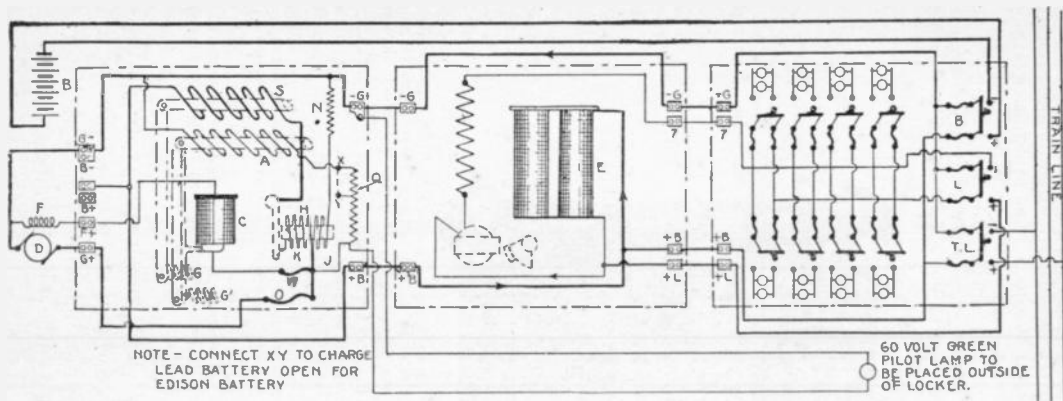 B
G-
B-
B+
F+
G+
F
D
S
A
N
X
Y
Q
C
H
K
J
W
O
G
G'
-G
+B
-G
+B
E
-G
7
+B
+L
+G
7
+B
+L
B
L
T.L.
TRAIN LINE
NOTE - CONNECT XY TO CHARGE
LEAD BATTERY OPEN FOR
EDISON BATTERY
60 VOLT GREEN
PILOT LAMP TO
BE PLACED OUTSIDE
OF LOCKER.